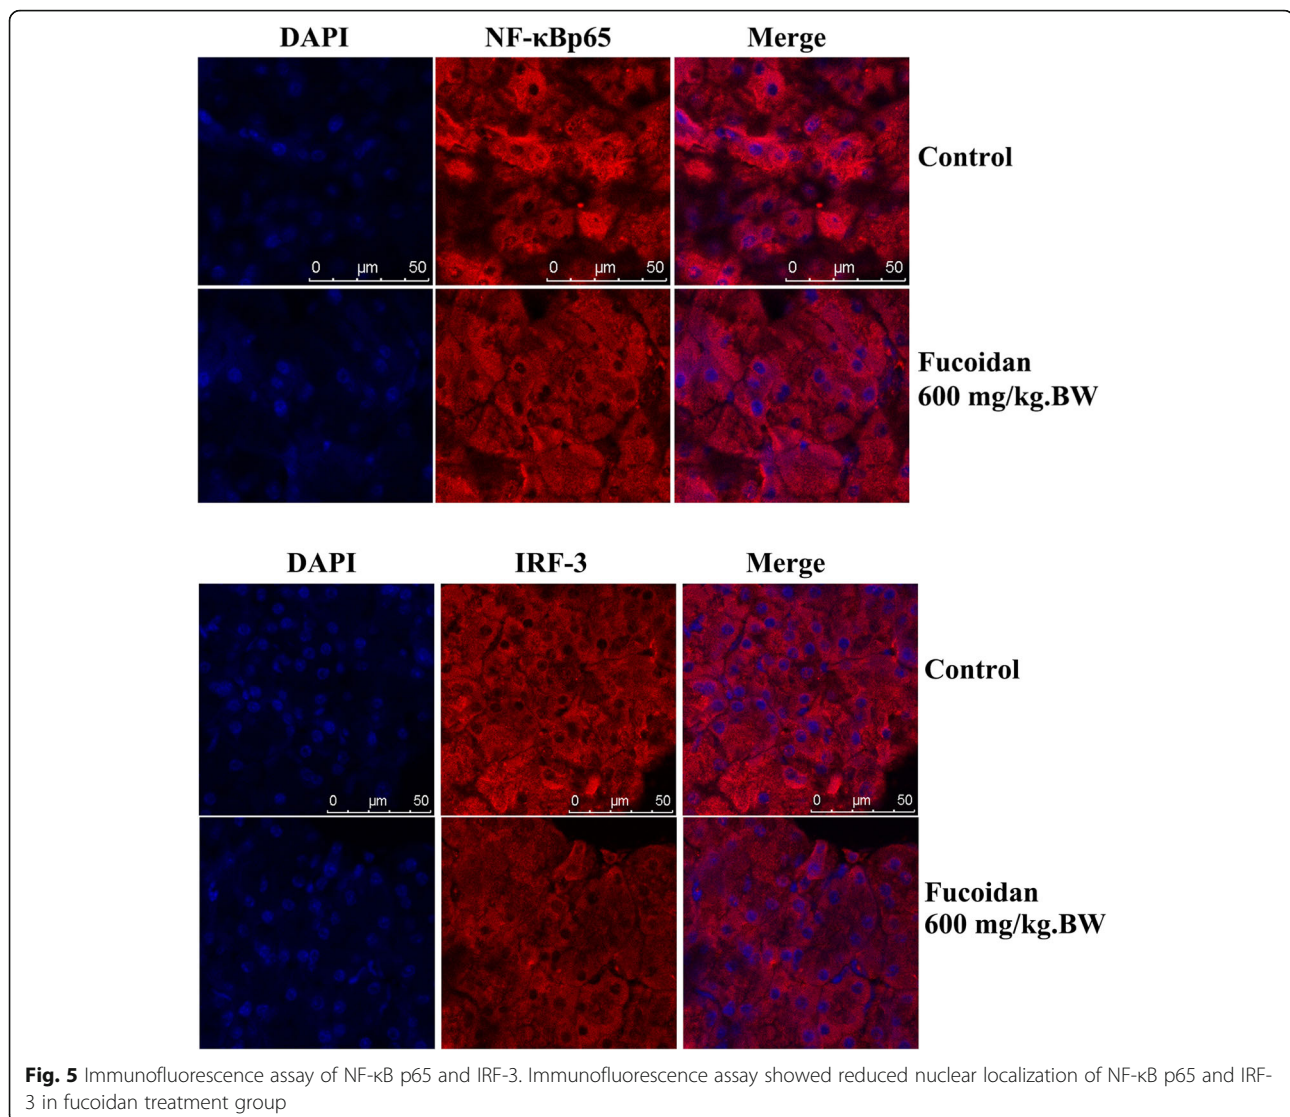 DAPI NF-κBp65 Merge
Control
0 µm 50 0 µm 50 0 µm 50
Fucoidan
600 mg/kg.BW
DAPI IRF-3 Merge
Control
0 µm 50 0 µm 50 0 µm 50
Fucoidan
600 mg/kg.BW
Fig. 5 Immunofluorescence assay of NF-κB p65 and IRF-3. Immunofluorescence assay showed reduced nuclear localization of NF-κB p65 and IRF-
3 in fucoidan treatment group